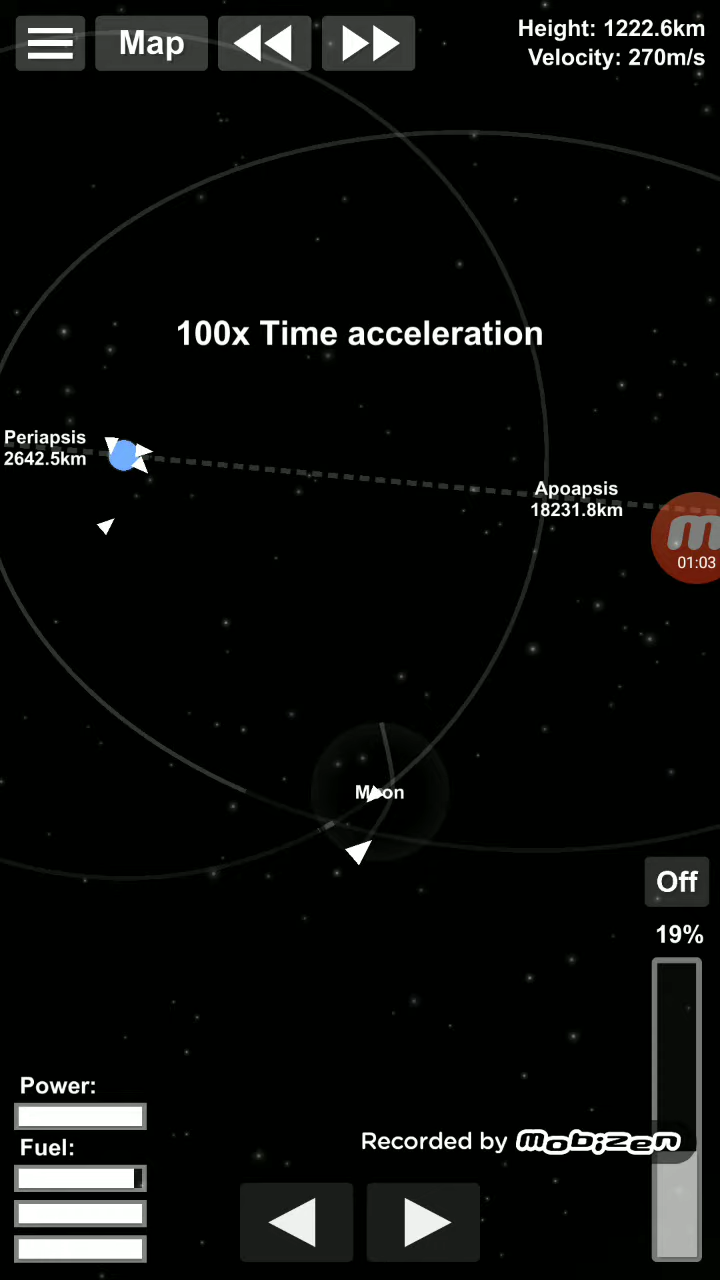 Map
Height: 1222.6km
Velocity: 270m/s
100x Time acceleration
Periapsis
2642.5km
Apoapsis
18231.8km
01:03
Moon
Off
19%
Power:
Fuel:
Recorded by mobizen